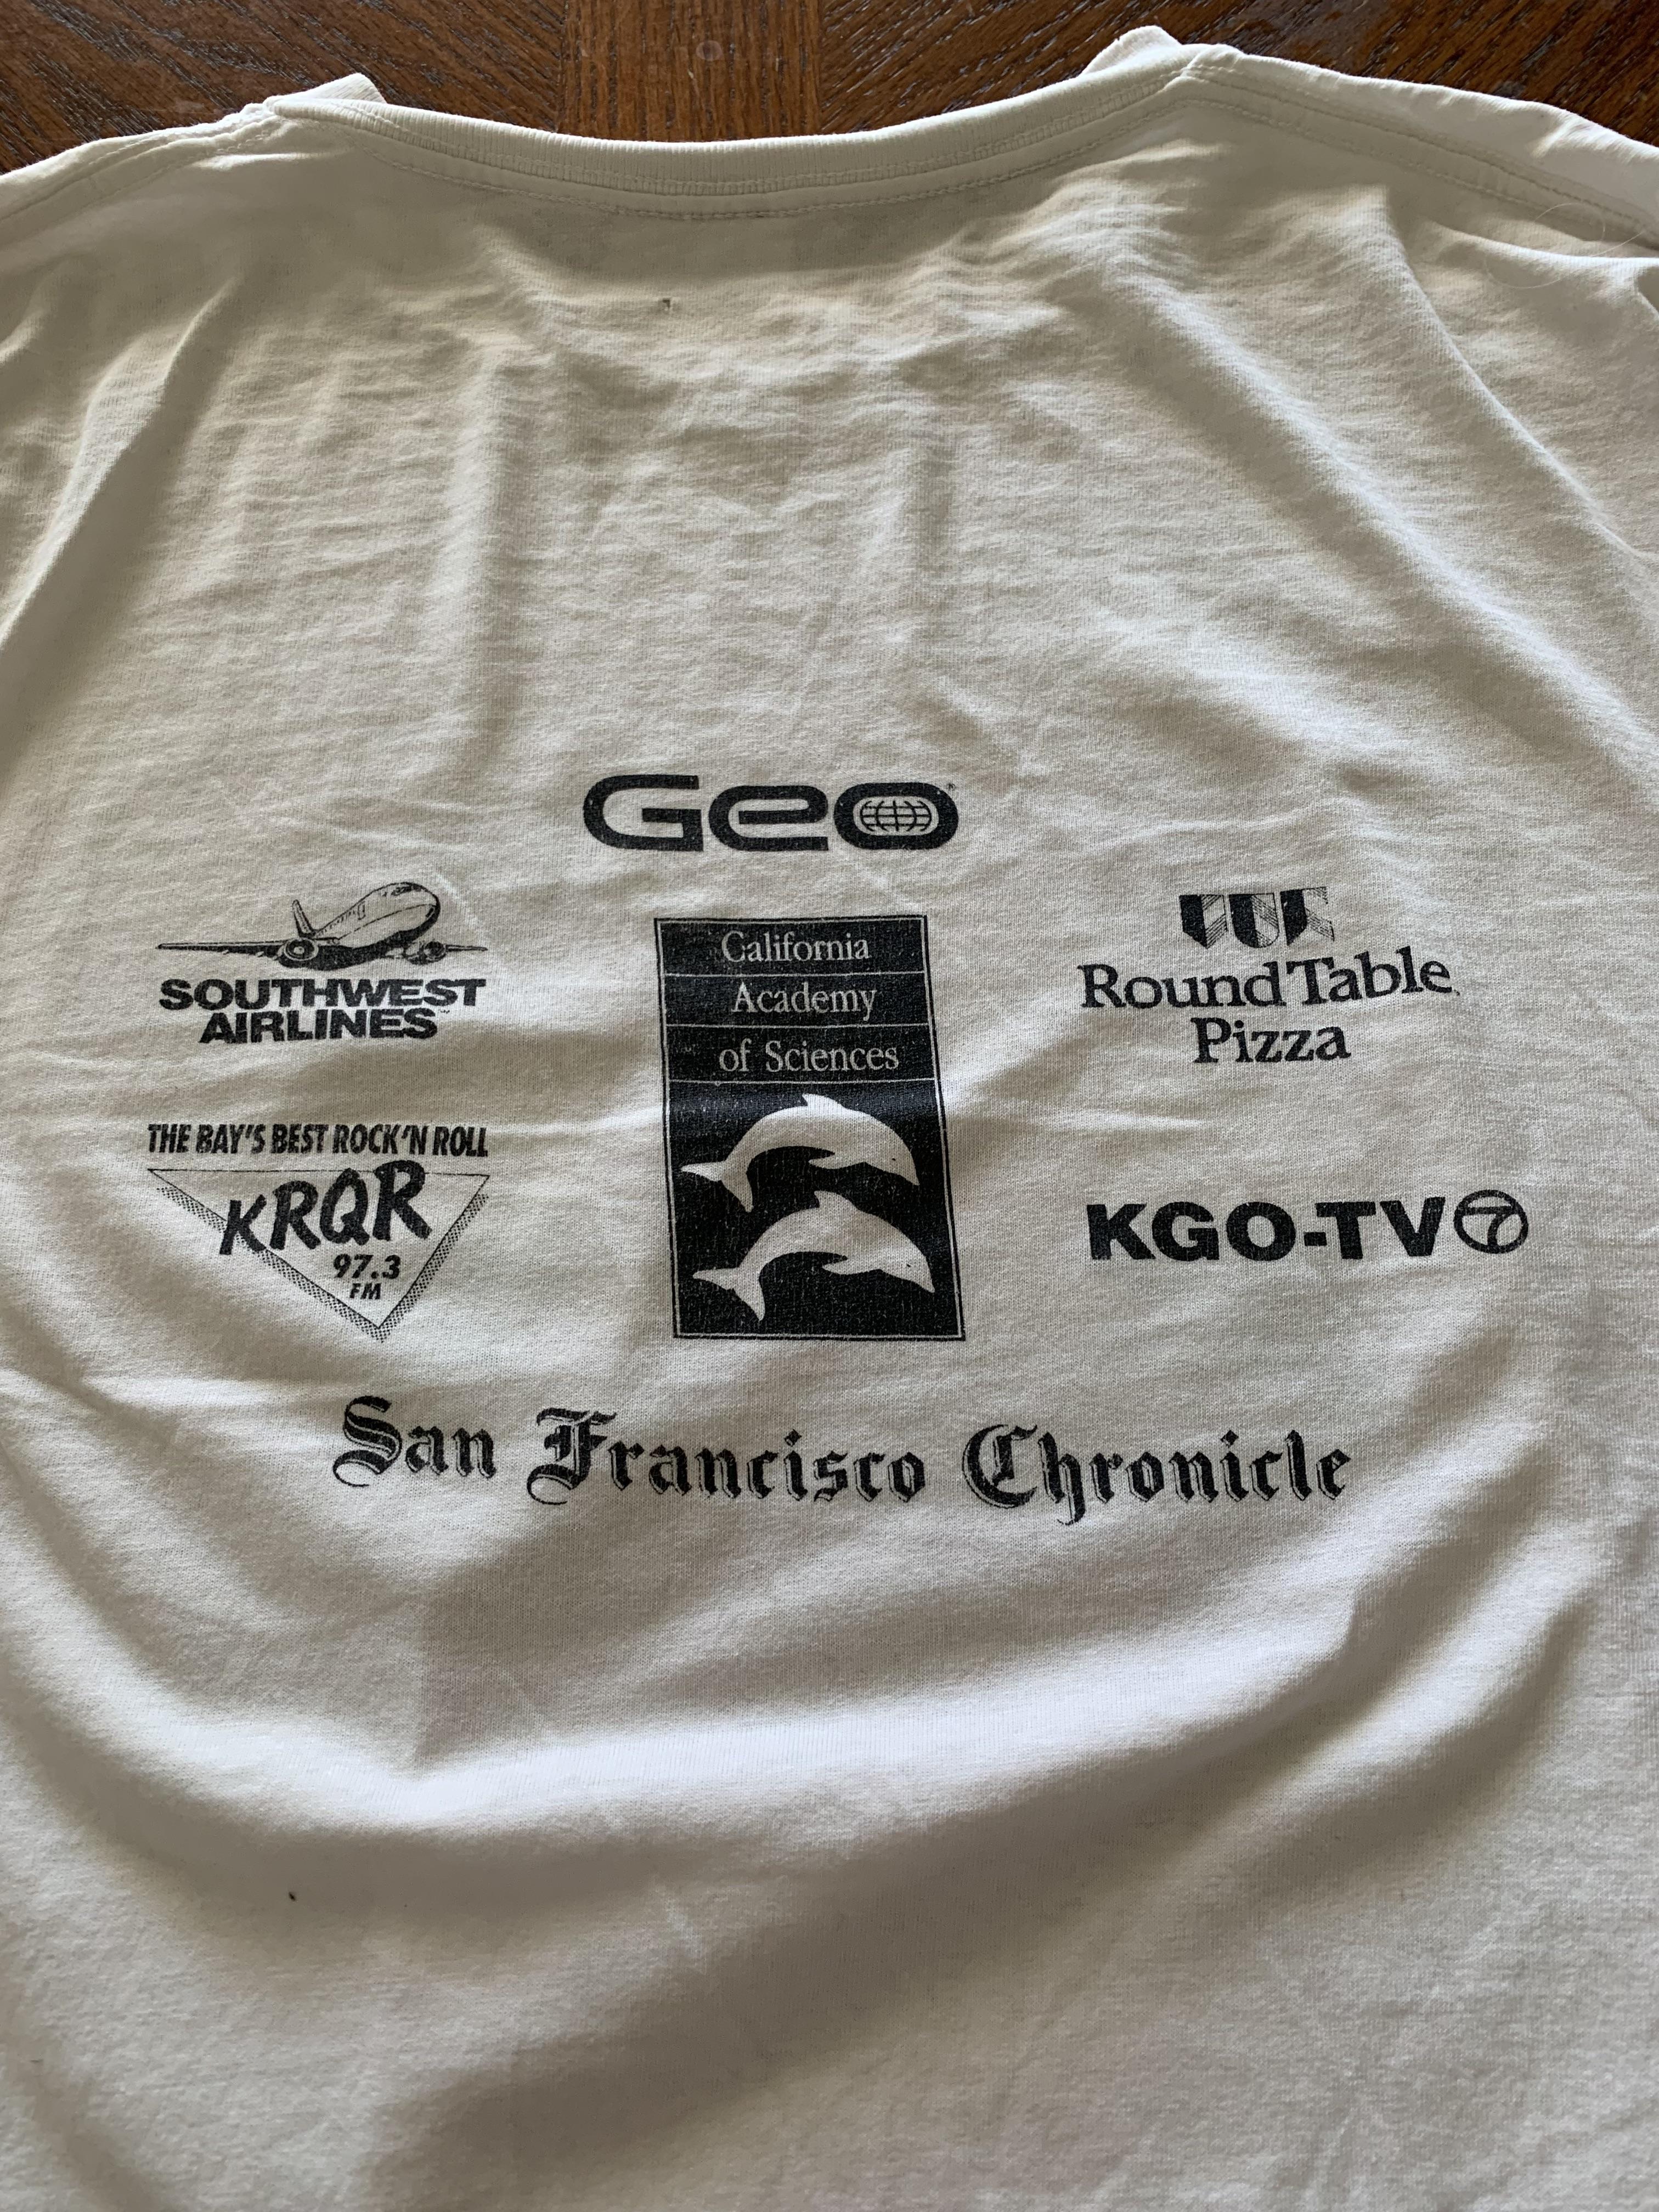 Geo
SOUTHWEST
AIRLINES
California
Academy
of Sciences
Round Table
Pizza
THE BAY'S BEST ROCK 'N ROLL
KRQR
97.3
FM
KGO-TV 7
San Francisco Chronicle